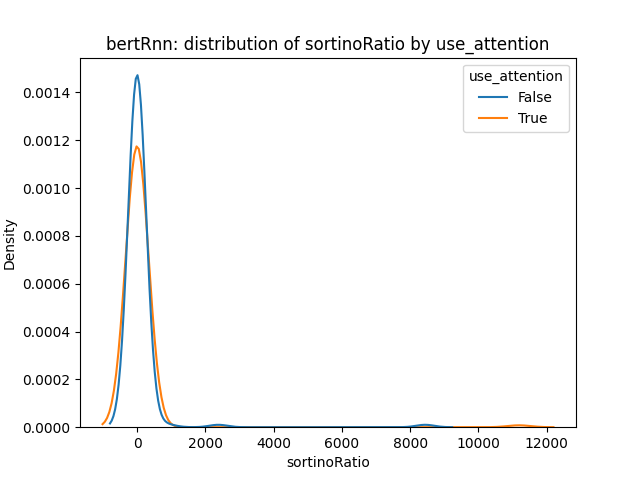 bertRnn: distribution of sortinoRatio by use_attention
use_attention
False
True
0.0014
0.0012
0.0010
0.0008
0.0006
0.0004
0.0002
0.0000
Density
0 2000 4000 6000 8000 10000 12000
sortinoRatio